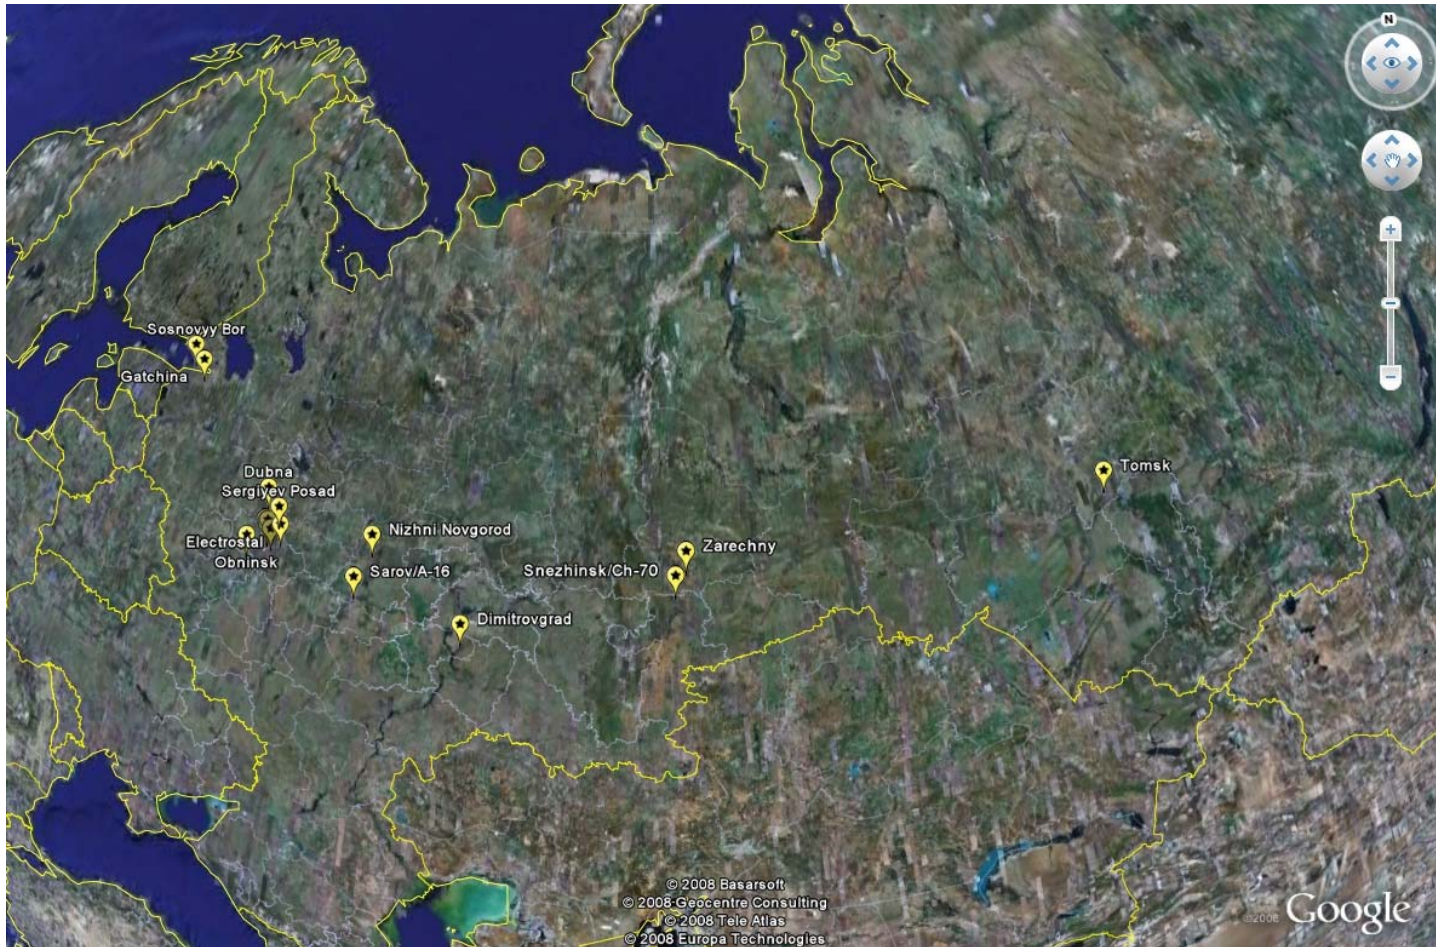 N
Sosnovyy Bor
Gatchina
Dubna
Sergiyev Posad
Electrostal
Obninsk
Nizhni Novgorod
Sarov/A-16
Dimitrovgrad
Snezhinsk/Ch-70
Zarechny
Tomsk
© 2008 Basarsoft
© 2008 Geocentre Consulting
© 2008 Tele Atlas
© 2008 Europa Technologies
©2008 Google